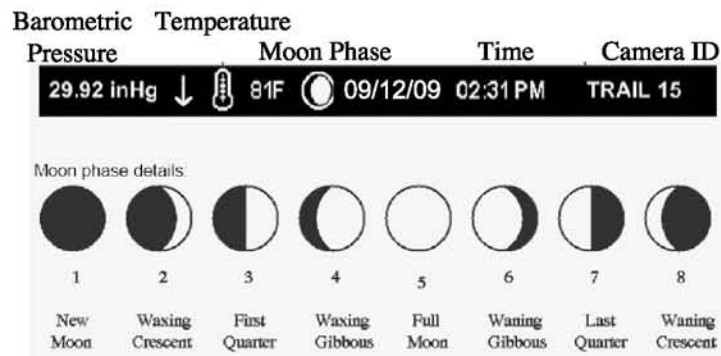 Barometric Temperature
Pressure Moon Phase Time Camera ID
29.92 inHg ↓ 81F 09/12/09 02:31 PM TRAIL 15
Moon phase details:
1 2 3 4 5 6 7 8
New Waxing First Waxing Full Waning Last Waning
Moon Crescent Quarter Gibbous Moon Gibbous Quarter Crescent